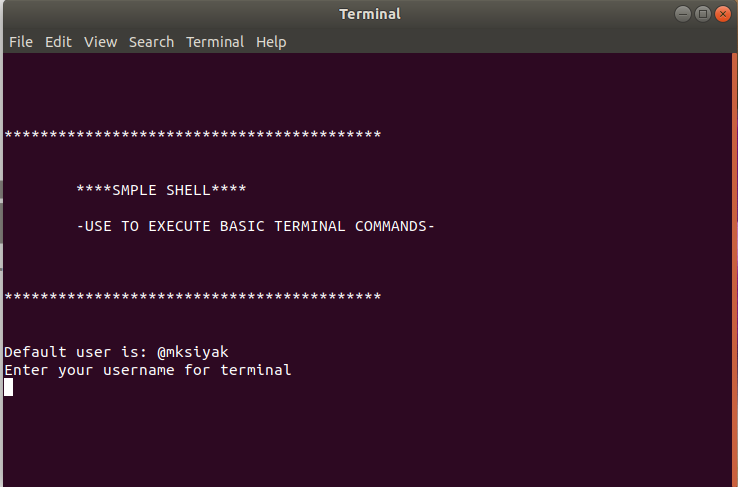 Terminal
File Edit View Search Terminal Help
******************************************
****SMPLE SHELL****
-USE TO EXECUTE BASIC TERMINAL COMMANDS-
******************************************
Default user is: @mksiyak
Enter your username for terminal